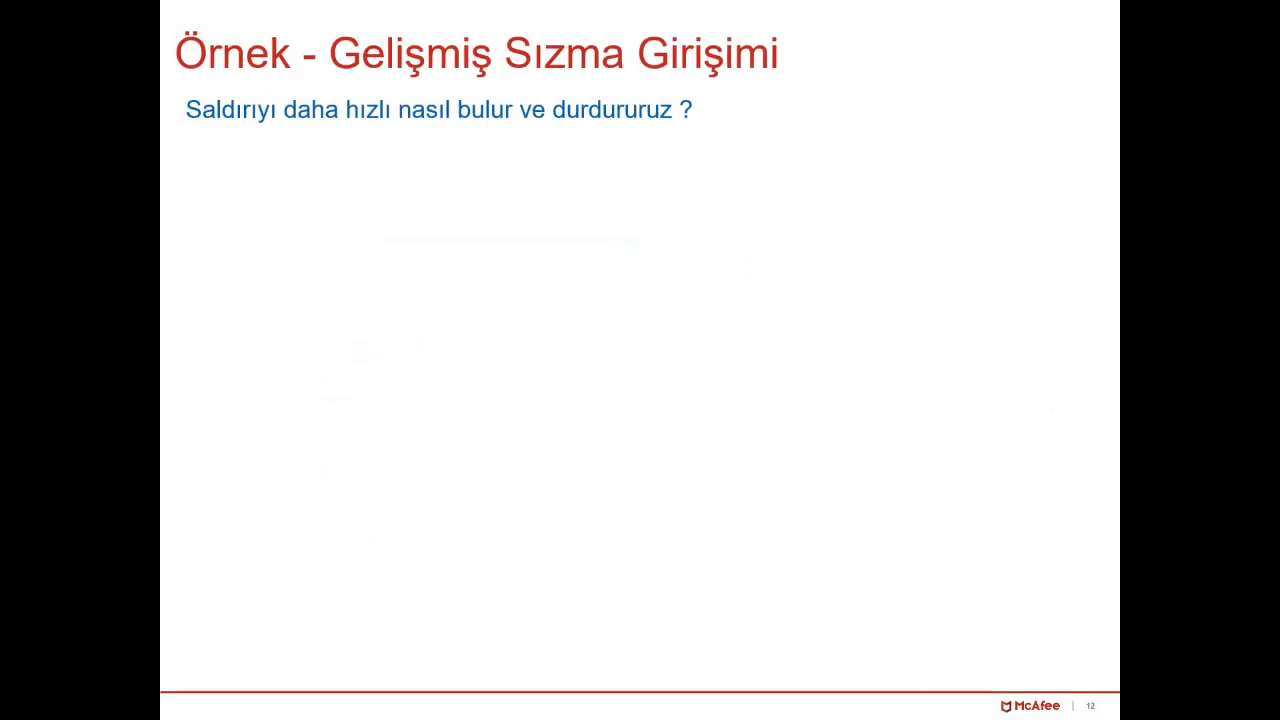 Örnek - Gelişmiş Sızma Girişimi
Saldırıyı daha hızlı nasıl bulur ve durdururuz ?
McAfee | 12